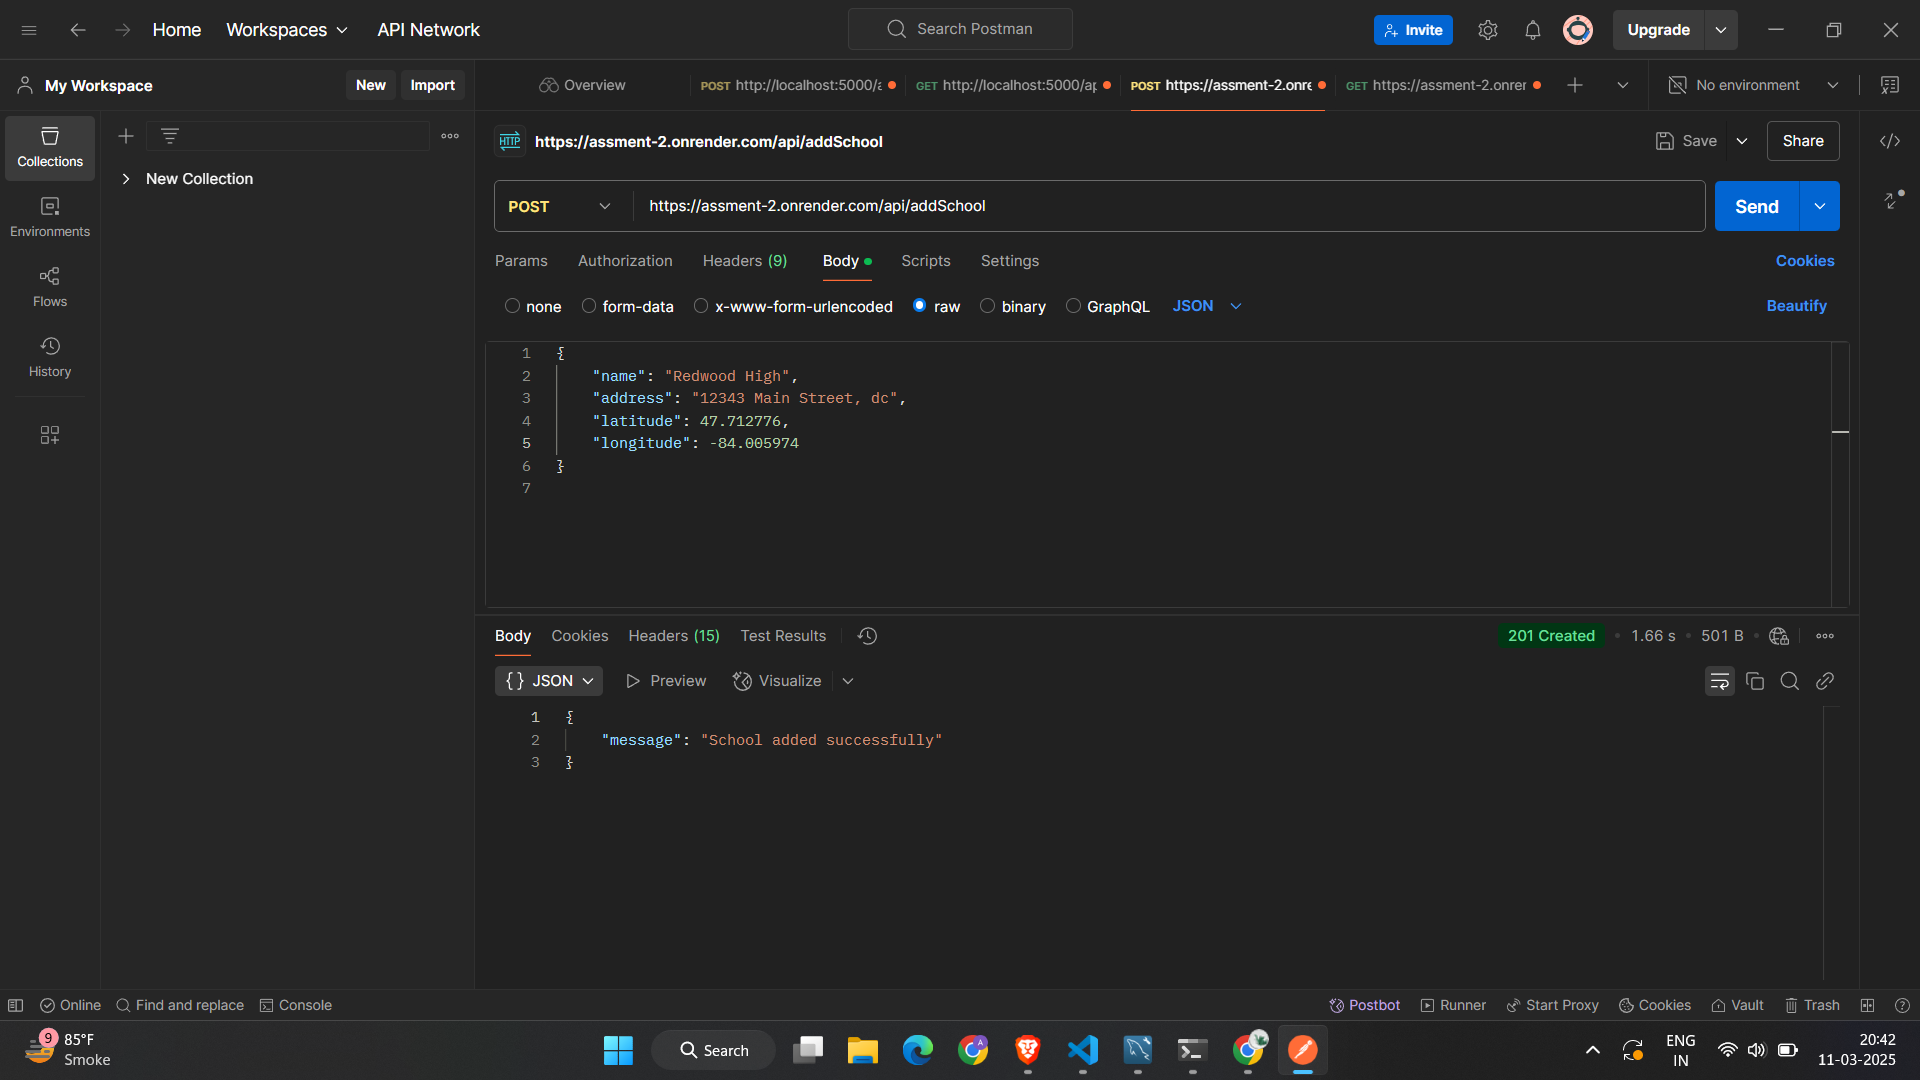 Home Workspaces API Network Search Postman Invite Upgrade
My Workspace New Import Overview POST http://localhost:5000/a GET http://localhost:5000/ap POST https://assment-2.onre GET https://assment-2.onrer No environment
Collections
New Collection
Environments
Flows
History
HTTP https://assment-2.onrender.com/api/addSchool Save Share
POST https://assment-2.onrender.com/api/addSchool Send
Params Authorization Headers (9) Body Scripts Settings Cookies
none form-data x-www-form-urlencoded raw binary GraphQL JSON Beautify
1 {
2 "name": "Redwood High",
3 "address": "12343 Main Street, dc",
4 "latitude": 47.712776,
5 "longitude": -84.005974
6 }
7
Body Cookies Headers (15) Test Results 201 Created 1.66 s 501 B
{} JSON Preview Visualize
1 {
2 "message": "School added successfully"
3 }
Online Find and replace Console Postbot Runner Start Proxy Cookies Vault Trash
9 85°F
Smoke
Search
A
ENG
IN
20:42
11-03-2025